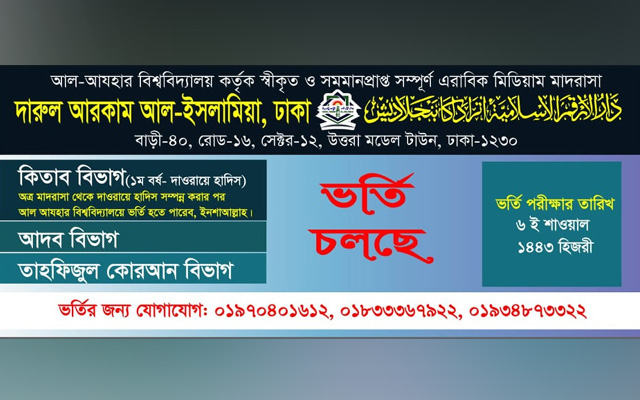 আল-আযহার বিশ্ববিদ্যালয় কর্তৃক স্বীকৃত ও সমমানপ্রাপ্ত সম্পূর্ণ এরাবিক মিডিয়াম মাদরাসা
দারুল আরকাম আল-ইসলামিয়া, ঢাকা
বাড়ী-৪০, রোড-১৬, সেক্টর-১২, উত্তরা মডেল টাউন, ঢাকা-১২৩০
কিতাব বিভাগ(১ম বর্ষ- দাওরায়ে হাদিস)
অত্র মাদরাসা থেকে দাওরায়ে হাদিস সম্পন্ন করার পর
আল আযহার বিশ্ববিদ্যালয়ে ভর্তি হতে পারেব, ইনশাআল্লাহ।
আদব বিভাগ
তাহফিজুল কোরআন বিভাগ
ভর্তি
চলছে
ভর্তি পরীক্ষার তারিখ
৬ ই শাওয়াল
১৪৪৩ হিজরী
ভর্তির জন্য যোগাযোগ: ০১৯৭০৪০১৬১২, ০১৮৩৩৩৬৭৯২২, ০১৯৩৪৮৭৩৩২২